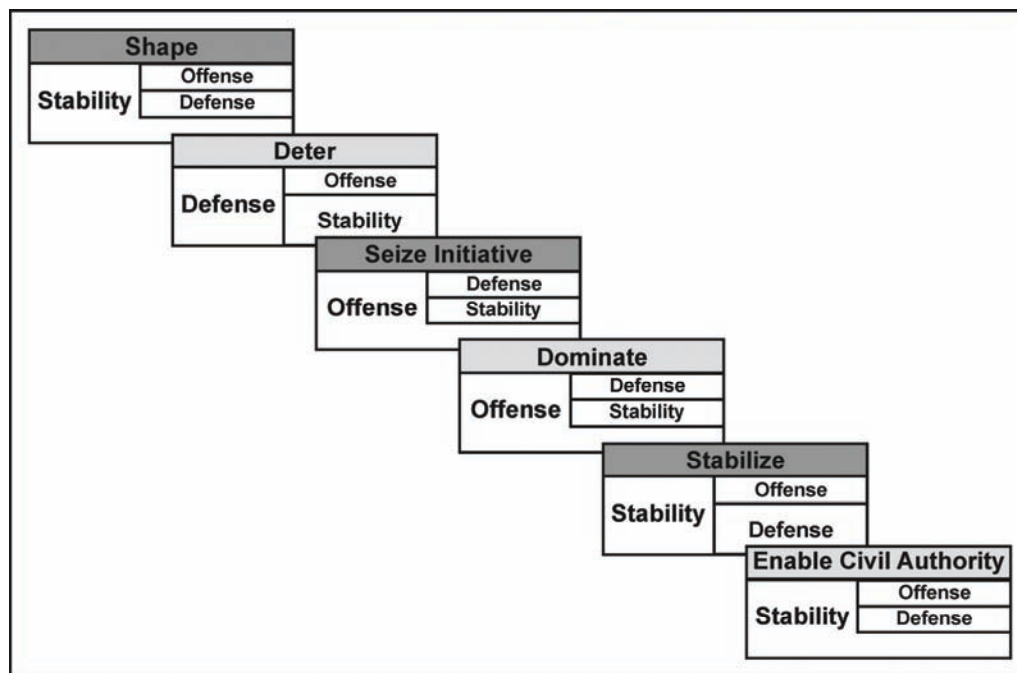 Shape
Stability
Offense
Defense
Deter
Defense
Offense
Stability
Seize Initiative
Offense
Defense
Stability
Dominate
Offense
Defense
Stability
Stabilize
Stability
Offense
Defense
Enable Civil Authority
Stability
Offense
Defense